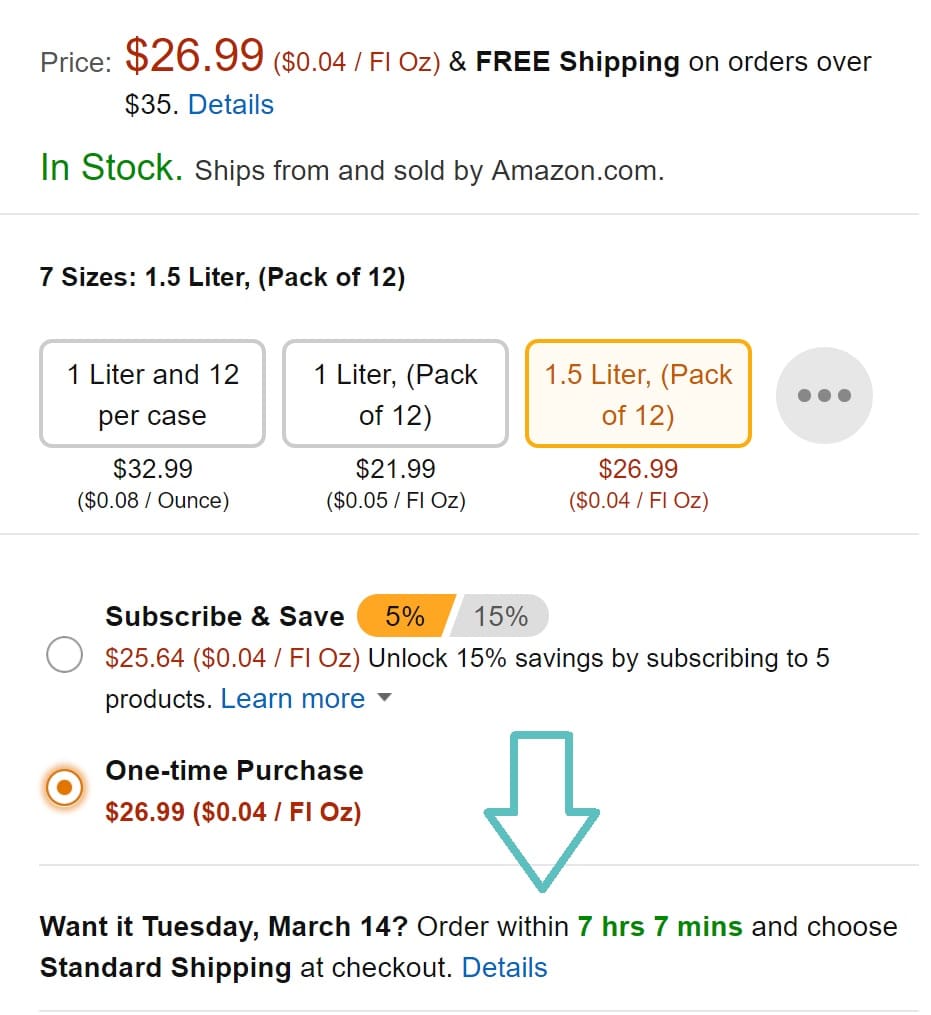 Price: $26.99 ($0.04 / Fl Oz) & FREE Shipping on orders over
$35. Details
In Stock. Ships from and sold by Amazon.com.
7 Sizes: 1.5 Liter, (Pack of 12)
1 Liter and 12
per case
$32.99
($0.08 / Ounce)
1 Liter, (Pack
of 12)
$21.99
($0.05 / Fl Oz)
1.5 Liter, (Pack
of 12)
$26.99
($0.04 / Fl Oz)
Subscribe & Save 5% 15%
$25.64 ($0.04 / Fl Oz) Unlock 15% savings by subscribing to 5
products. Learn more
One-time Purchase
$26.99 ($0.04 / Fl Oz)
Want it Tuesday, March 14? Order within 7 hrs 7 mins and choose
Standard Shipping at checkout. Details